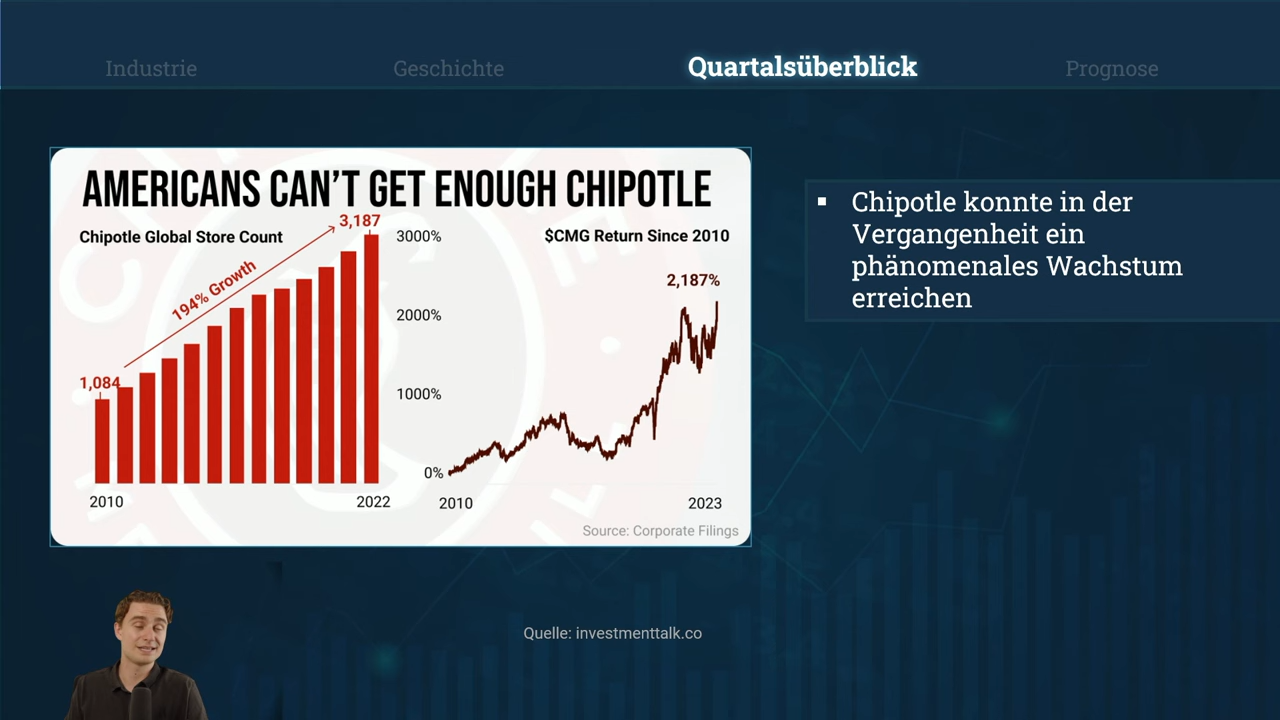 Industrie
Geschichte
Quartalsüberblick
Prognose
AMERICANS CAN'T GET ENOUGH CHIPOTLE
Chipotle Global Store Count
3,187
194% Growth
1,084
2010
2022
$CMG Return Since 2010
3000%
2,187%
2000%
1000%
0%
2010
2023
Source: Corporate Filings
▪ Chipotle konnte in der
Vergangenheit ein
phänomenales Wachstum
erreichen
Quelle: investmenttalk.co